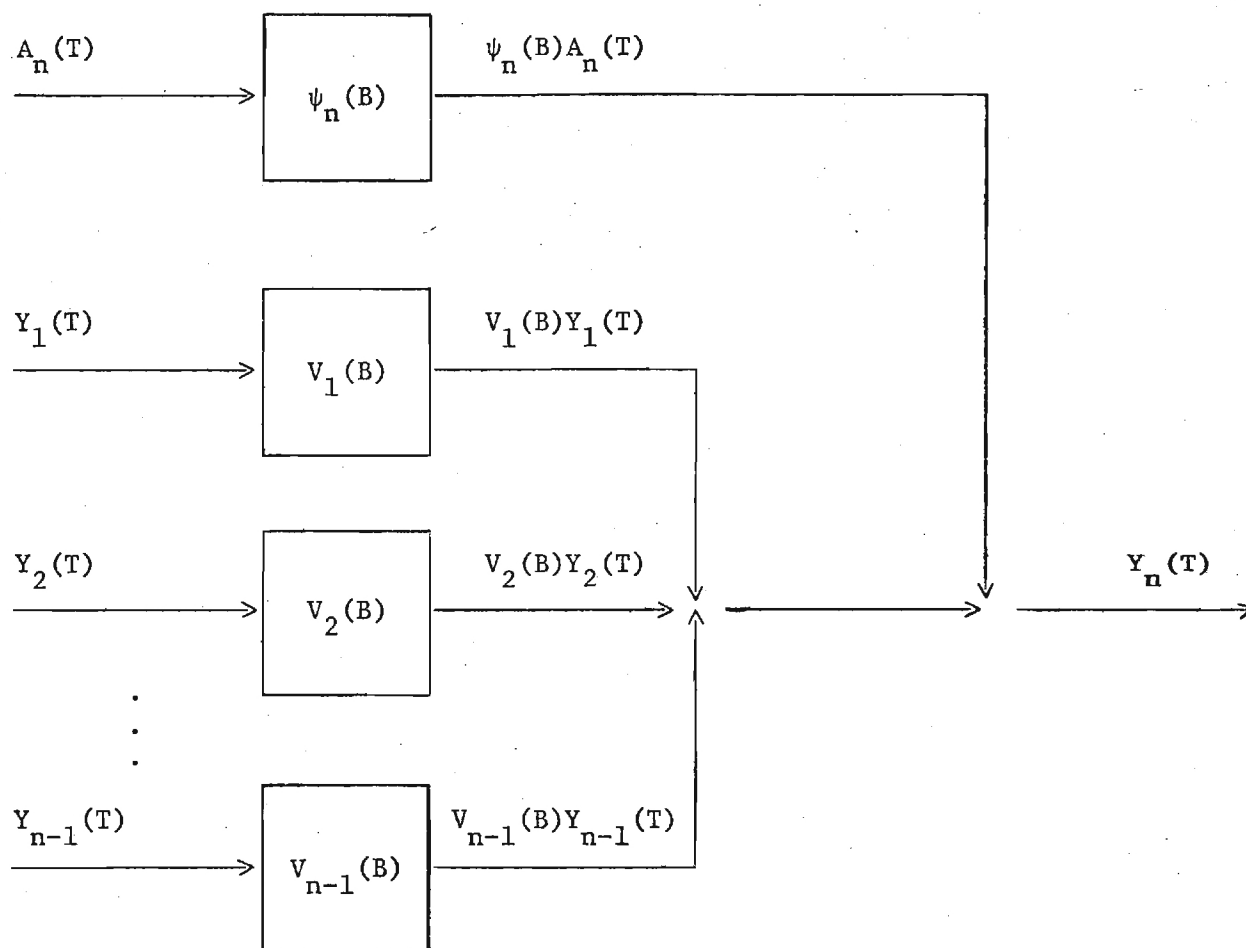 A_n(T)
ψ_n(B)A_n(T)
ψ_n(B)
Y_1(T)
V_1(B)Y_1(T)
V_1(B)
Y_2(T)
V_2(B)Y_2(T)
Y_n(T)
V_2(B)
Y_{n-1}(T)
V_{n-1}(B)Y_{n-1}(T)
V_{n-1}(B)